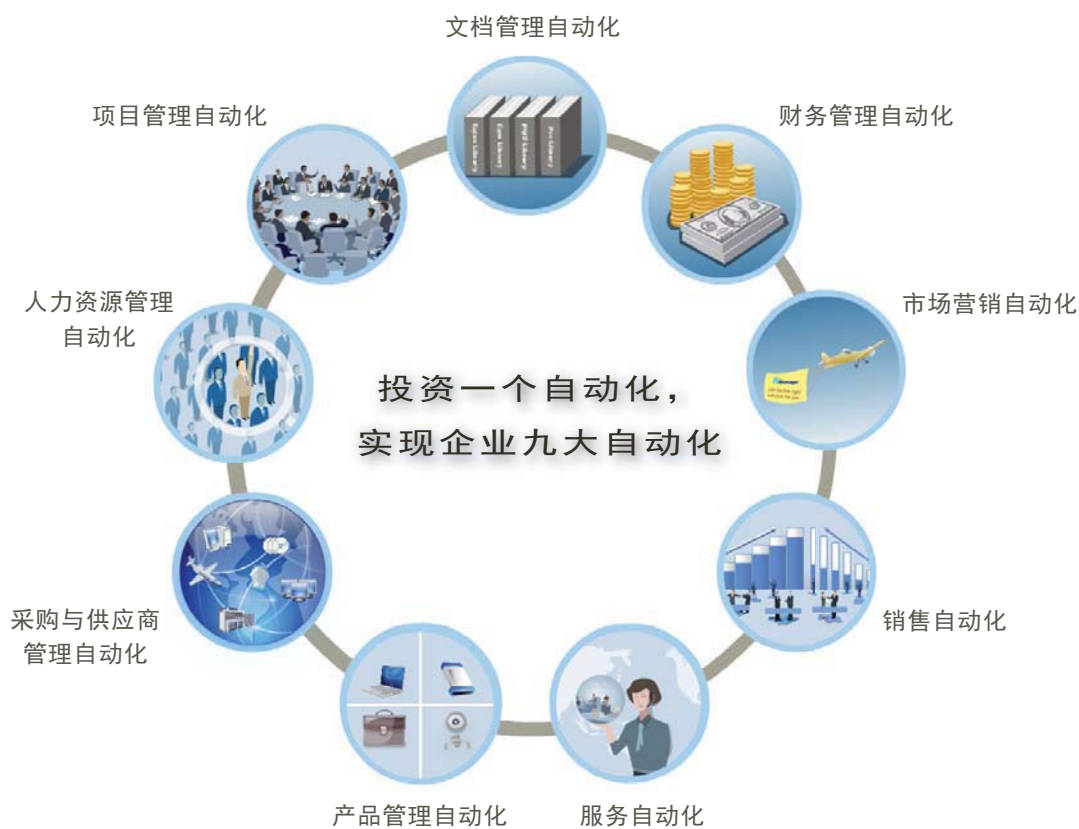 文档管理自动化
项目管理自动化
财务管理自动化
人力资源管理
自动化
市场营销自动化
投资一个自动化,
实现企业九大自动化
采购与供应商
管理自动化
销售自动化
产品管理自动化
服务自动化